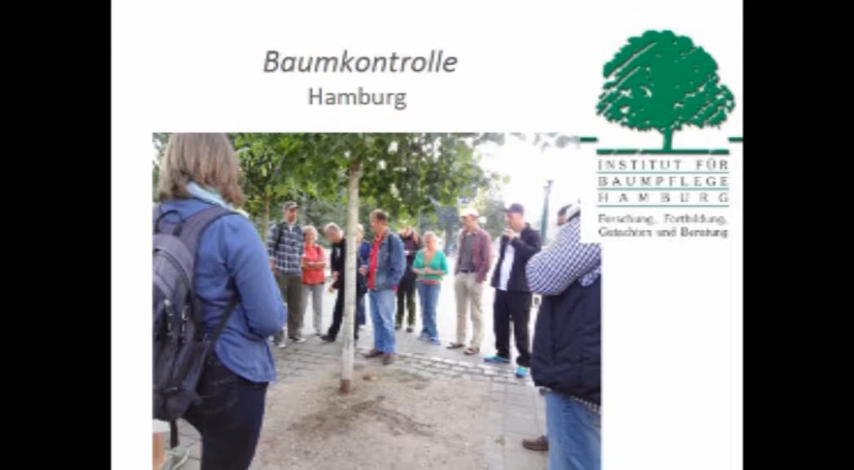 Baumkontrolle
Hamburg
INSTITUT FÜR
BAUMPFLEGE
HAMBURG
Forschung, Fortbildung,
Gutachten und Beratung